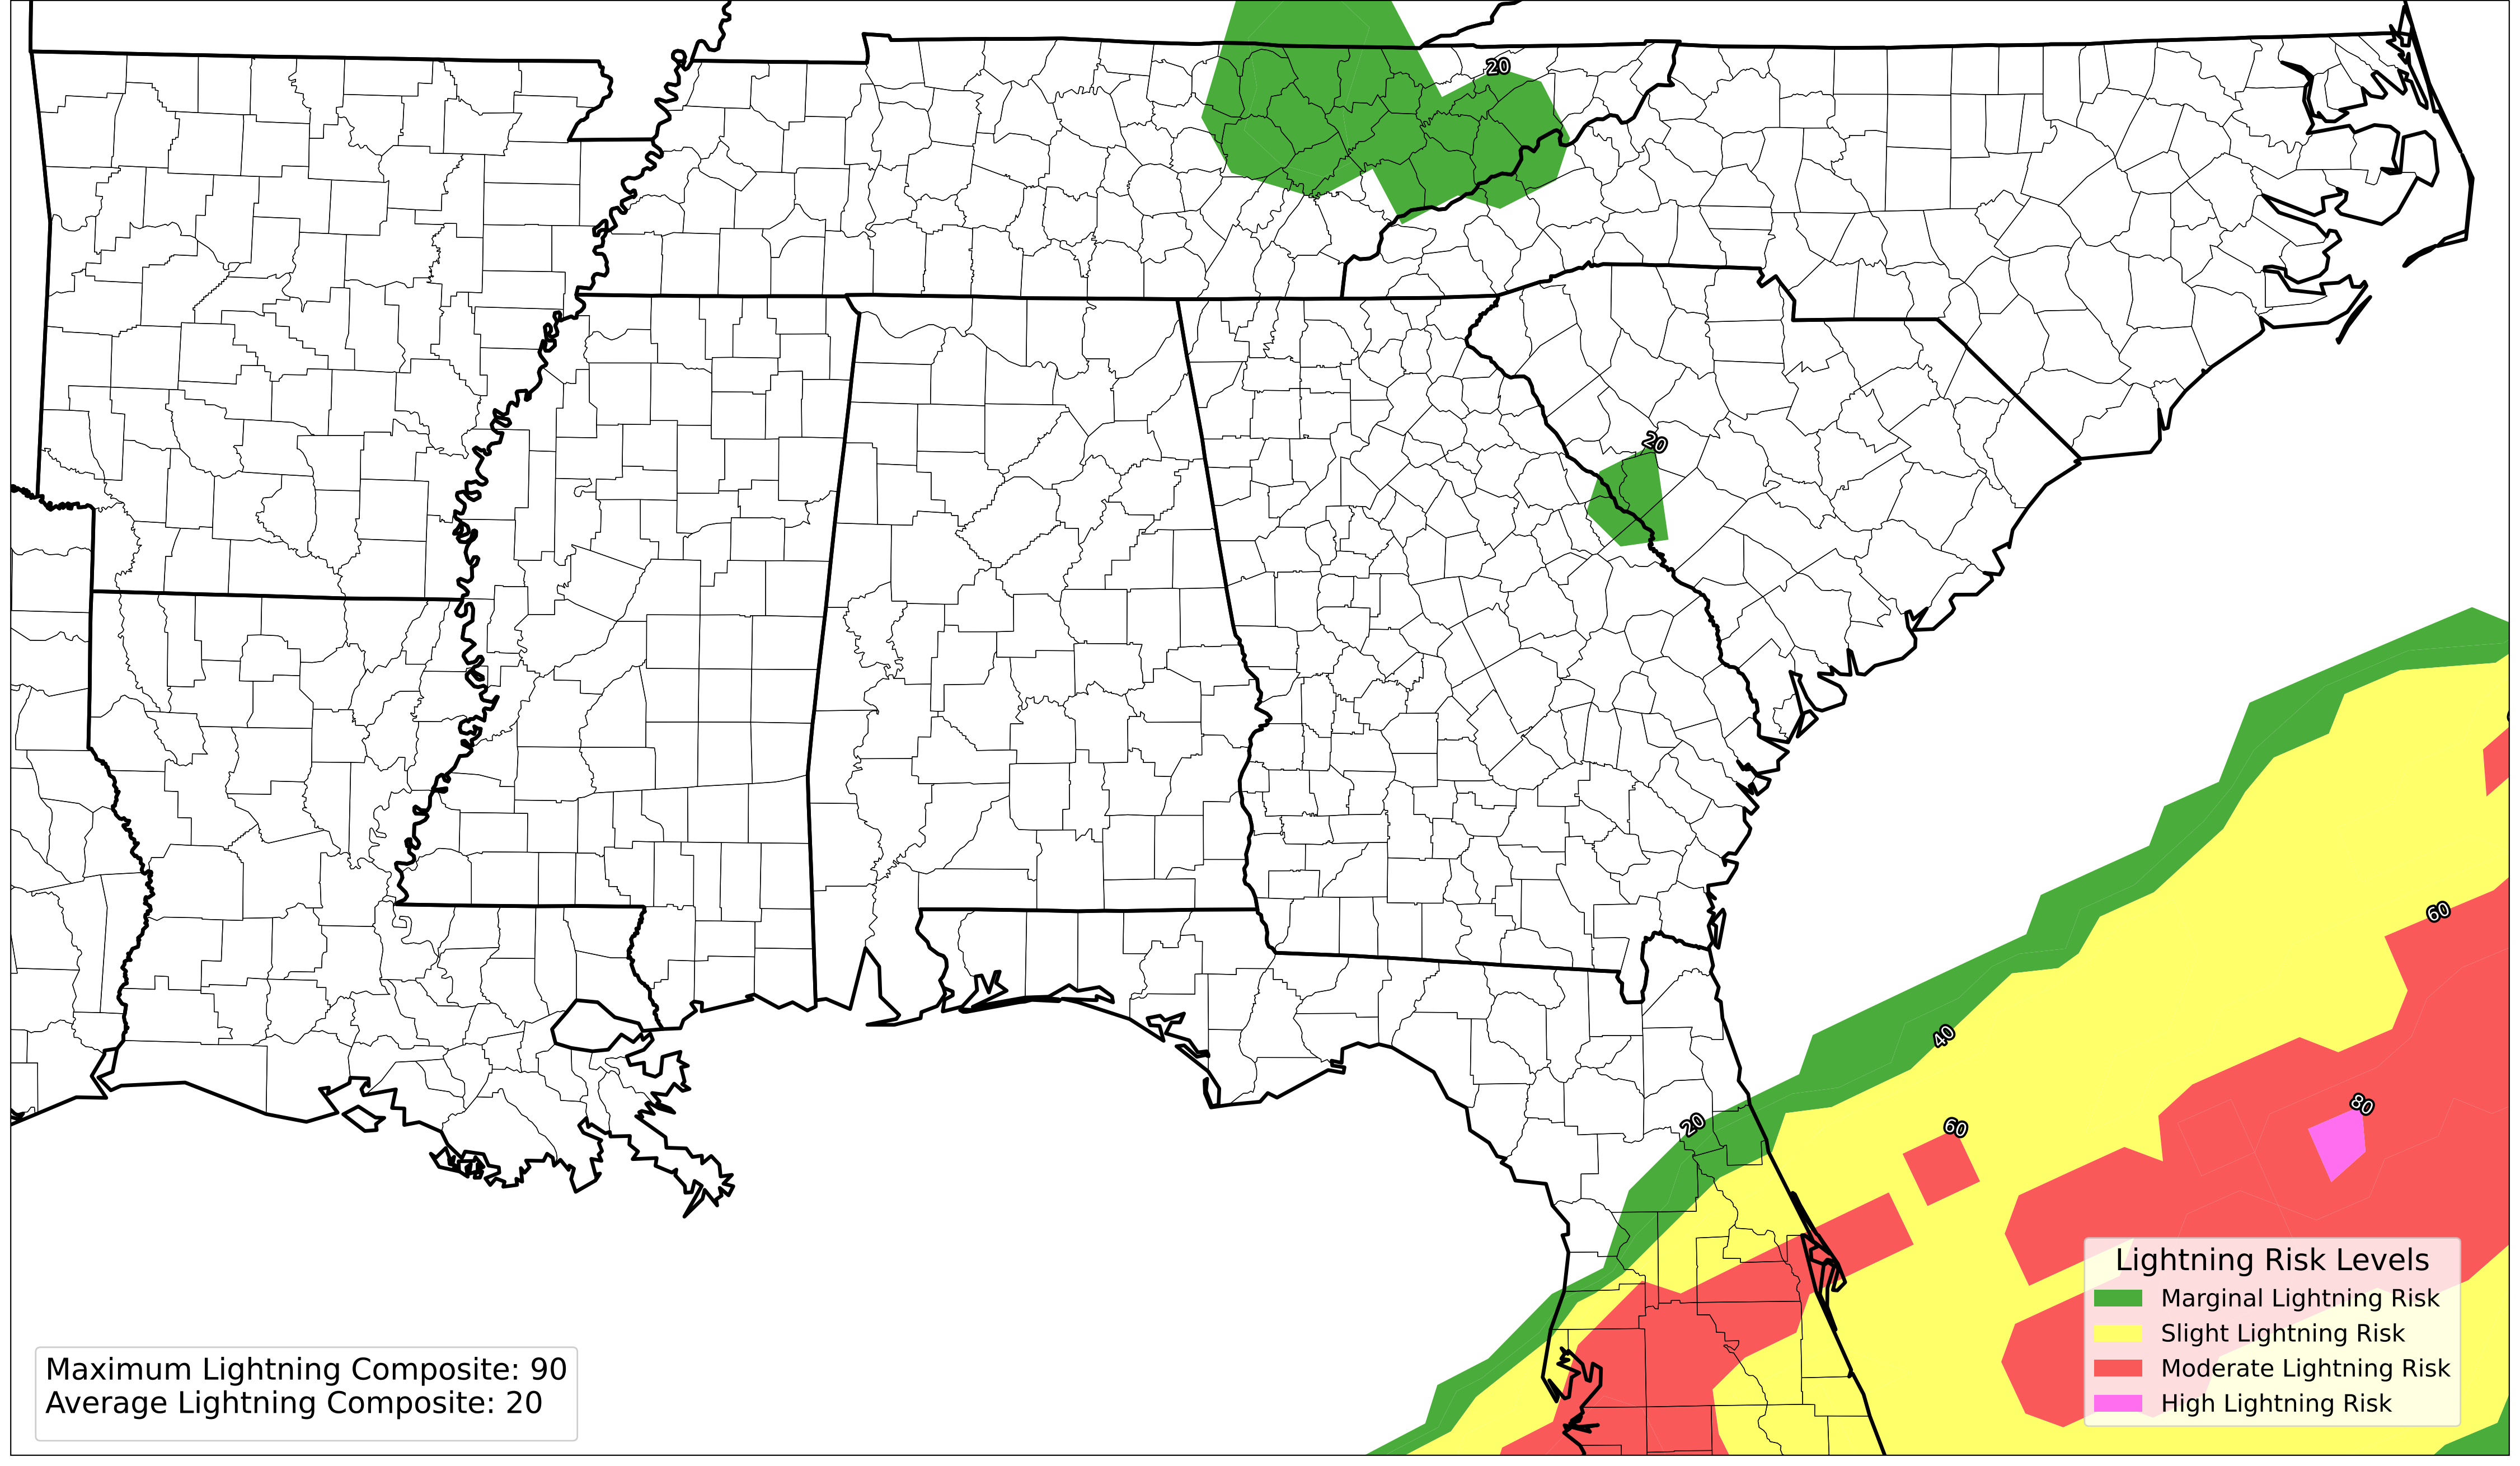 20
20
60
40
80
20
60
Lightning Risk Levels
Marginal Lightning Risk
Slight Lightning Risk
Moderate Lightning Risk
High Lightning Risk
Maximum Lightning Composite: 90
Average Lightning Composite: 20